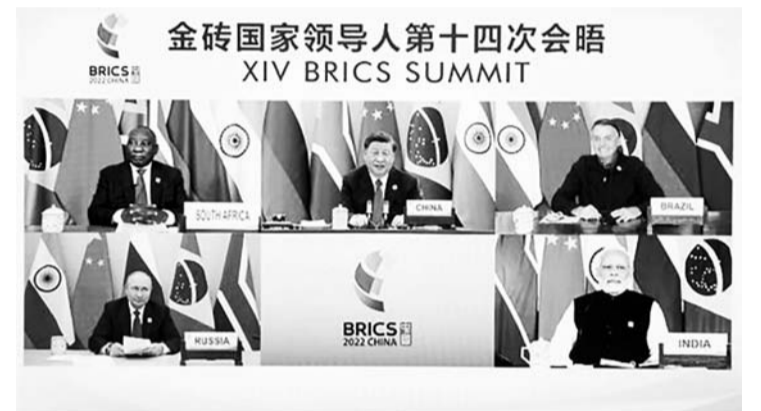 金砖国家领导人第十四次会晤
XIV BRICS SUMMIT
BRICS
2022 CHINA
SOUTH AFRICA
CHINA
BRAZIL
RUSSIA
BRICS
2022 CHINA
INDIA